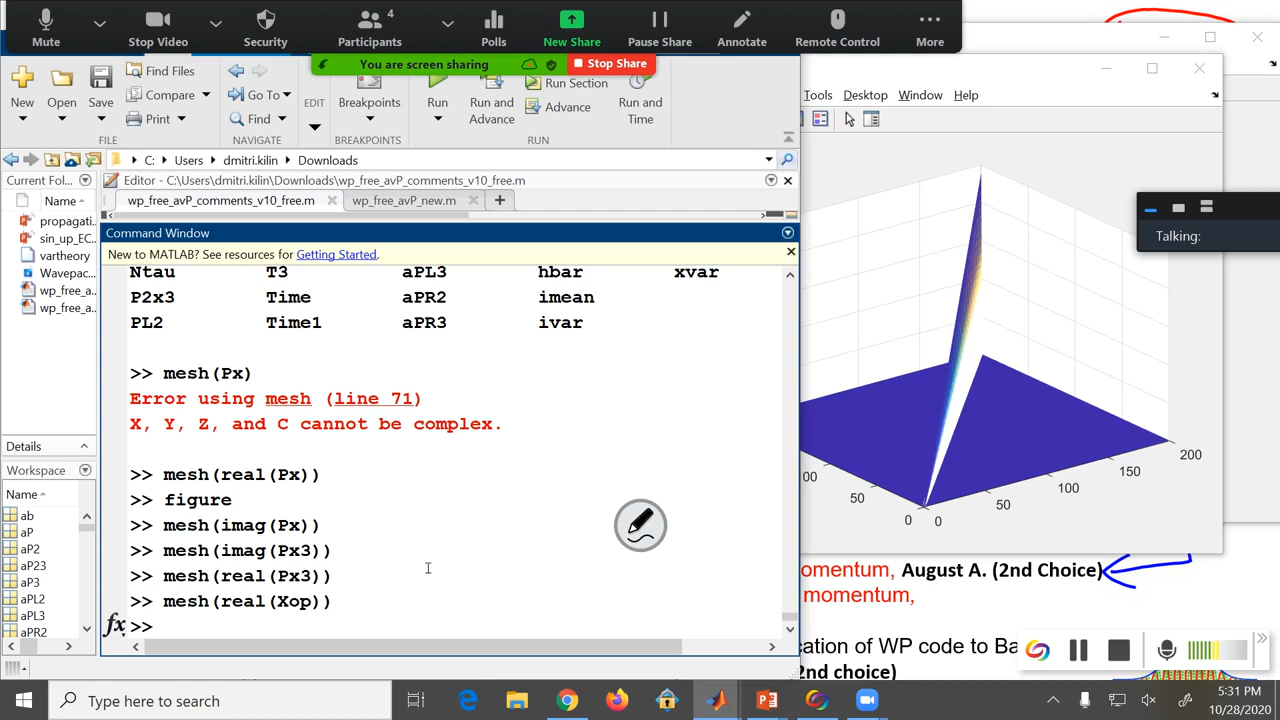 Mute
Stop Video
Security
4
Participants
Polls
New Share
Pause Share
Annotate
Remote Control
More
You are screen sharing
Stop Share
New
Open
Save
Find Files
Compare
Print
Go To
Find
EDIT
Breakpoints
Run
Run and Advance
Run Section
Advance
Run and Time
FILE
NAVIGATE
BREAKPOINTS
RUN
C: Users dmitri.kilin Downloads
Current Fol...
Name
propagati...
sin_up_EC...
vartheory
Wavepac...
wp_free_a...
wp_free_a...
Details
Workspace
Name
ab
aP
aP2
aP23
aP3
aPL2
aPL3
aPR2
Editor - C:\Users\dmitri.kilin\Downloads\wp_free_avP_comments_v10_free.m
wp_free_avP_comments_v10_free.m
wp_free_avP_new.m
Command Window
New to MATLAB? See resources for Getting Started.
Ntau T3 aPL3 hbar xvar
P2x3 Time aPR2 imean
PL2 Time1 aPR3 ivar
>> mesh(Px)
Error using mesh (line 71)
X, Y, Z, and C cannot be complex.
>> mesh(real(Px))
>> figure
>> mesh(imag(Px))
>> mesh(imag(Px3))
>> mesh(real(Px3))
>> mesh(real(Xop))
fx >>
Tools Desktop Window Help
Talking:
200
150
100
50
0
0
50
00
omentum, August A. (2nd Choice)
momentum,
cation of WP code to Ba
2nd choice)
Type here to search
5:31 PM
10/28/2020